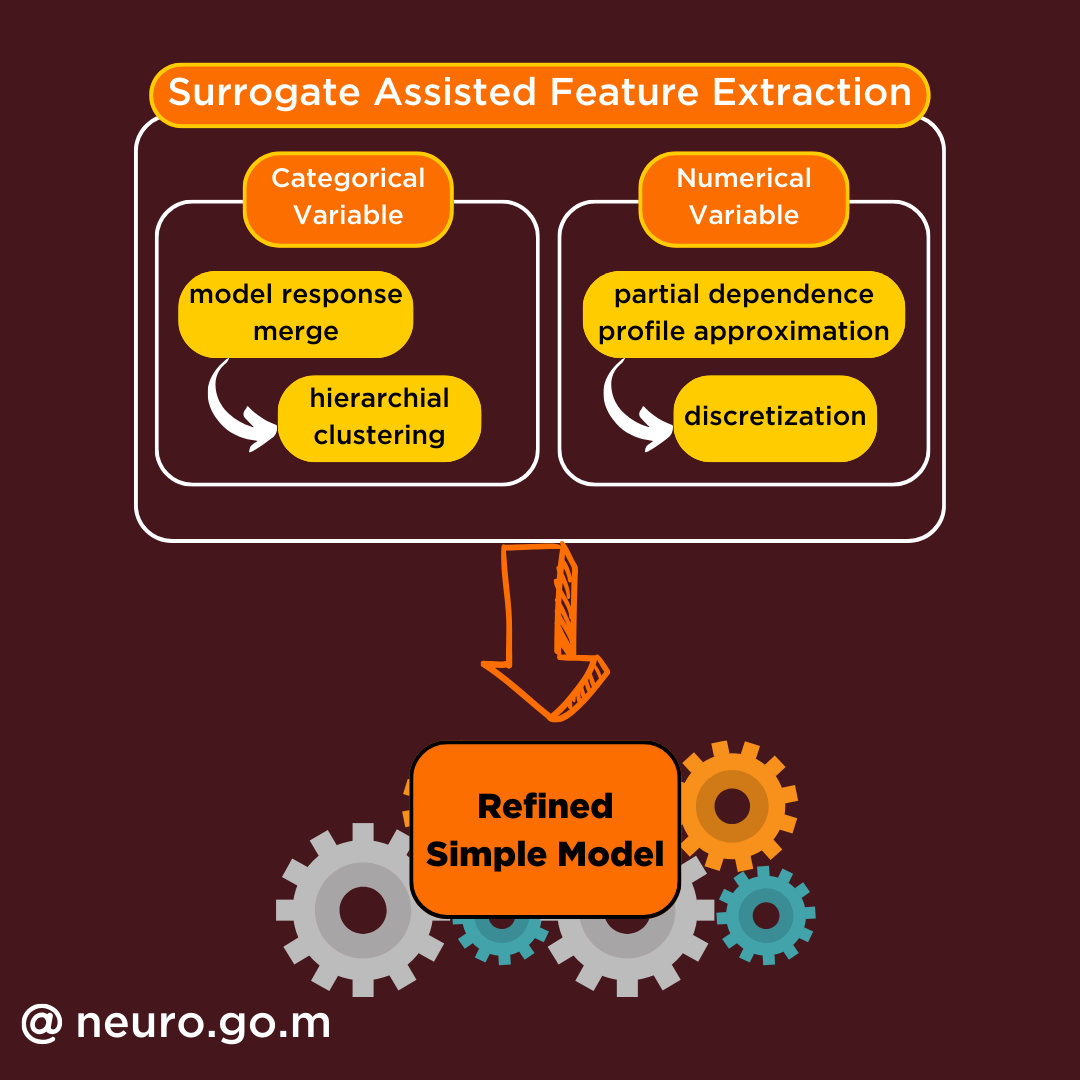 Surrogate Assisted Feature Extraction
Categorical
Variable
model response
merge
hierarchial
clustering
Numerical
Variable
partial dependence
profile approximation
discretization
Refined
Simple Model
@ neuro.go.m